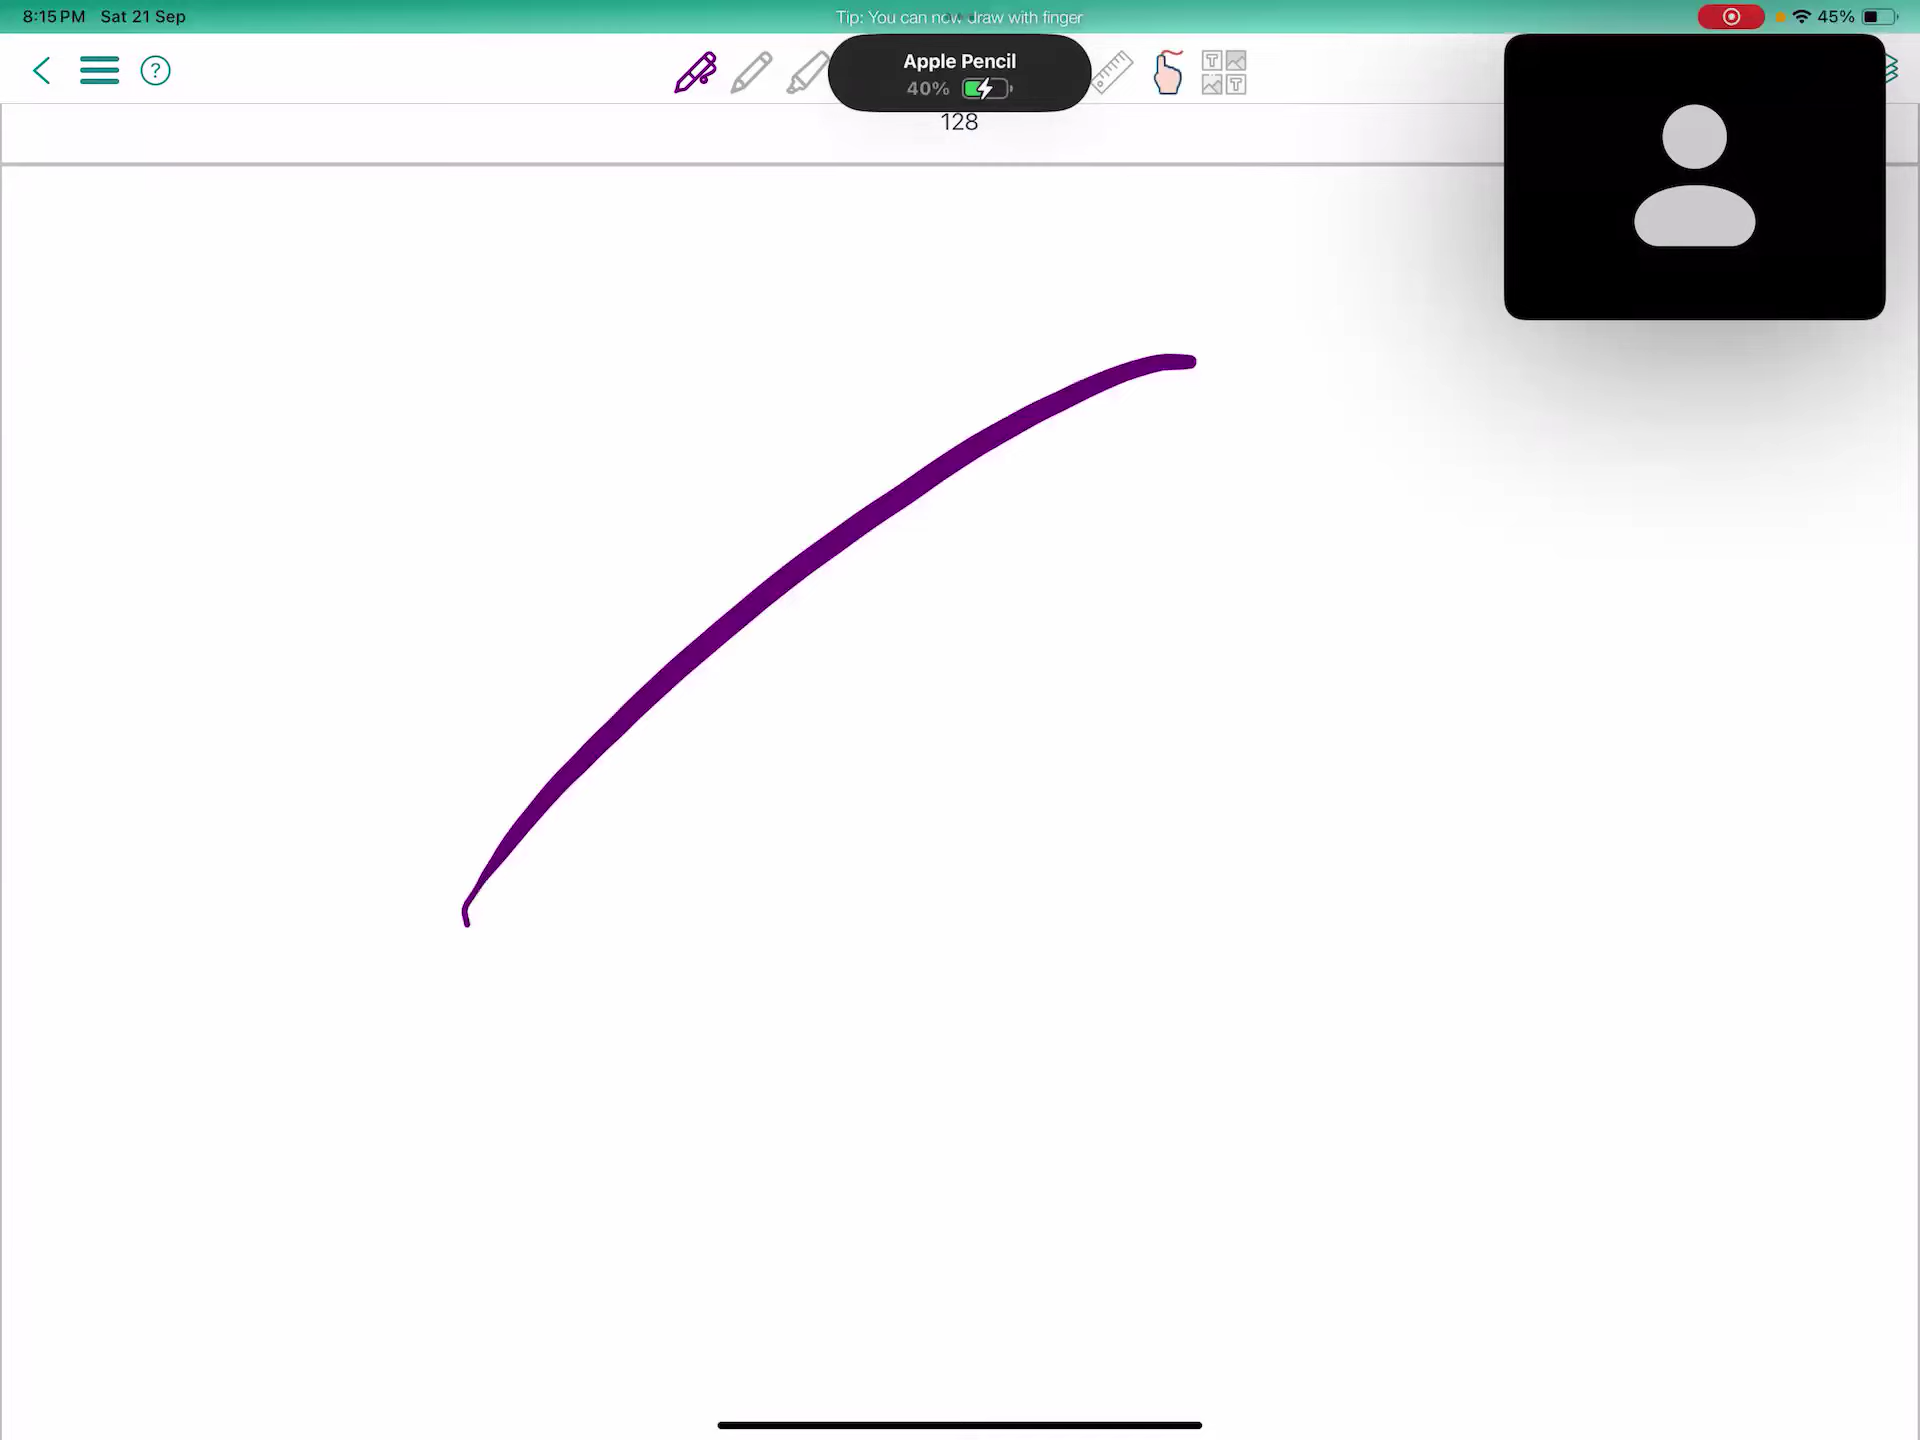 8:15 PM Sat 21 Sep
Tip: You can now draw with finger
45%
Apple Pencil
40%
128